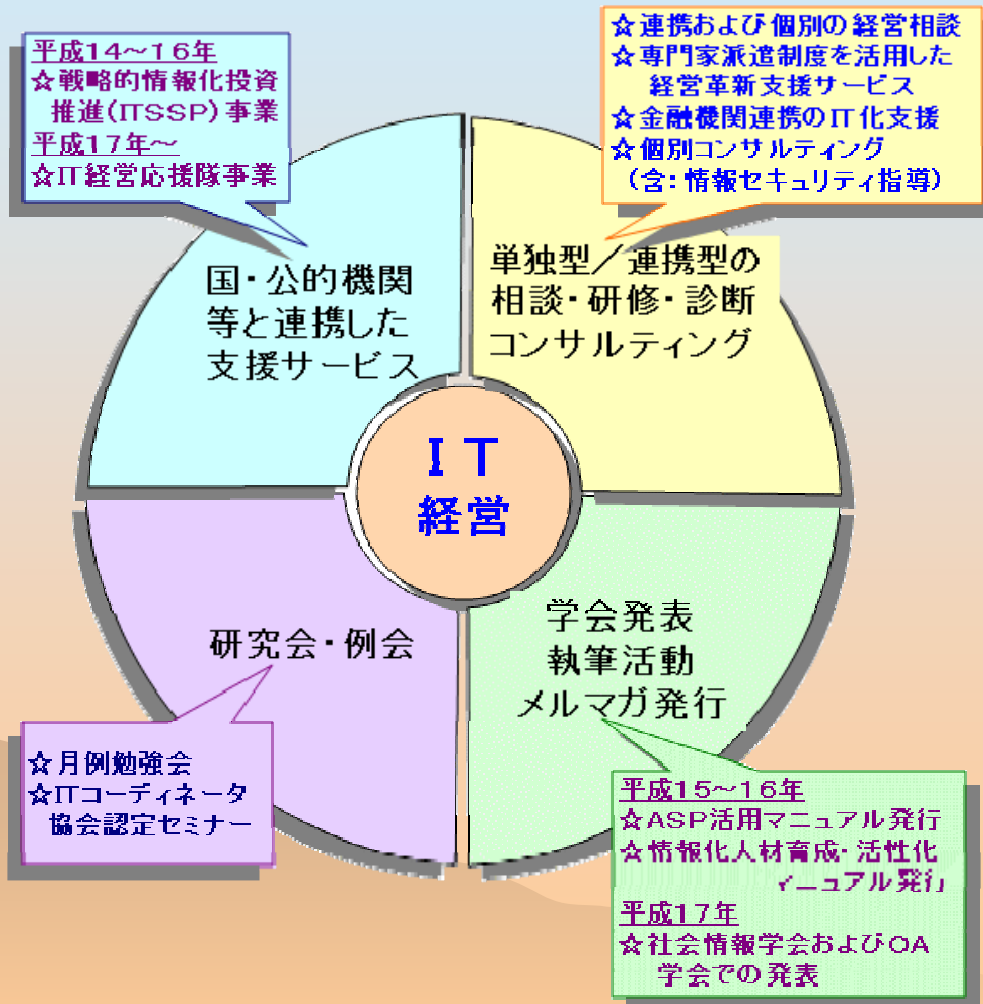 平成14～16年
☆戦略的情報化投資
推進(ITSSP)事業
平成17年～
☆IT経営応援隊事業
☆連携および個別の経営相談
☆専門家派遣制度を活用した
経営革新支援サービス
☆金融機関連携のIT化支援
☆個別コンサルティング
(含:情報セキュリティ指導)
国・公的機関
等と連携した
支援サービス
単独型／連携型の
相談・研修・診断
コンサルティング
IT
経営
研究会・例会
学会発表
執筆活動
メルマガ発行
☆月例勉強会
☆ITコーディネータ
協会認定セミナー
平成15～16年
☆ASP活用マニュアル発行
☆情報化人材育成・活性化
マニュアル発行
平成17年
☆社会情報学会およびOA
学会での発表